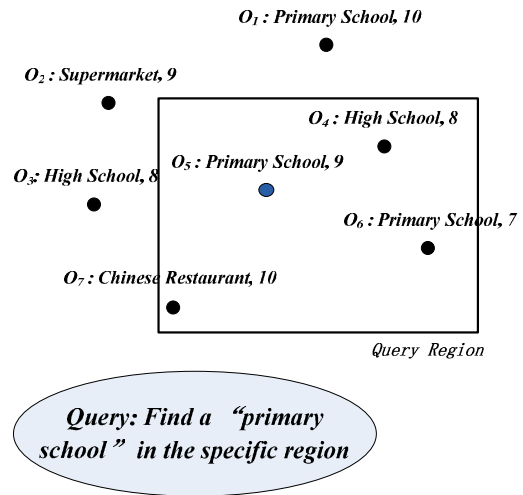 O1 : Primary School, 10
O2 : Supermarket, 9
O4 : High School, 8
O5 : Primary School, 9
O3: High School, 8
O6 : Primary School, 7
O7 : Chinese Restaurant, 10
Query Region
Query: Find a “primary
school ” in the specific region